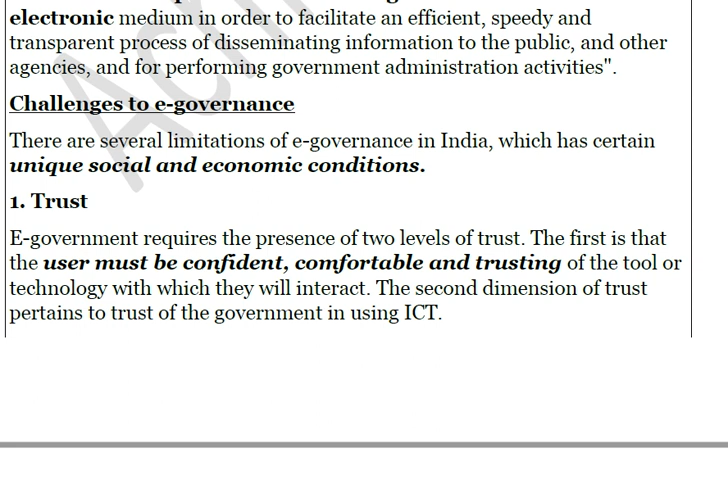 electronic medium in order to facilitate an efficient, speedy and
transparent process of disseminating information to the public, and other
agencies, and for performing government administration activities".
Challenges to e-governance
There are several limitations of e-governance in India, which has certain
unique social and economic conditions.
1. Trust
E-government requires the presence of two levels of trust. The first is that
the user must be confident, comfortable and trusting of the tool or
technology with which they will interact. The second dimension of trust
pertains to trust of the government in using ICT.